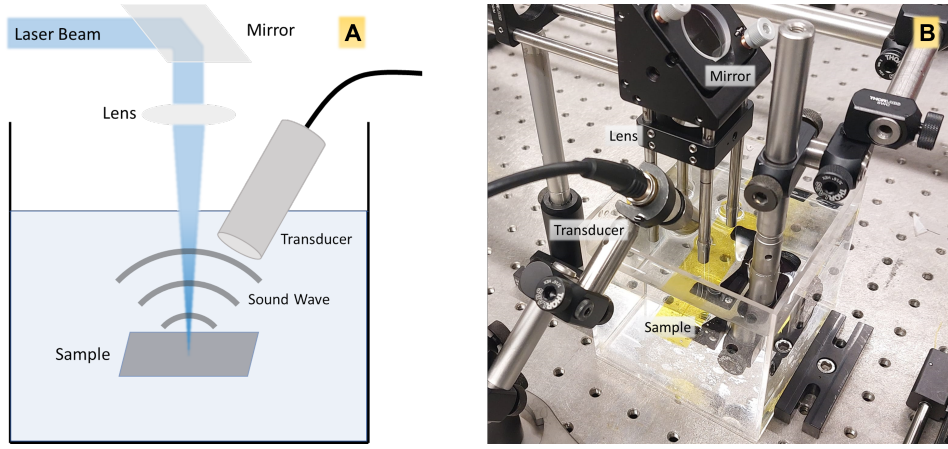 Laser Beam
Mirror
A
Lens
Transducer
Sound Wave
Sample
B
Mirror
Lens
Transducer
Sample